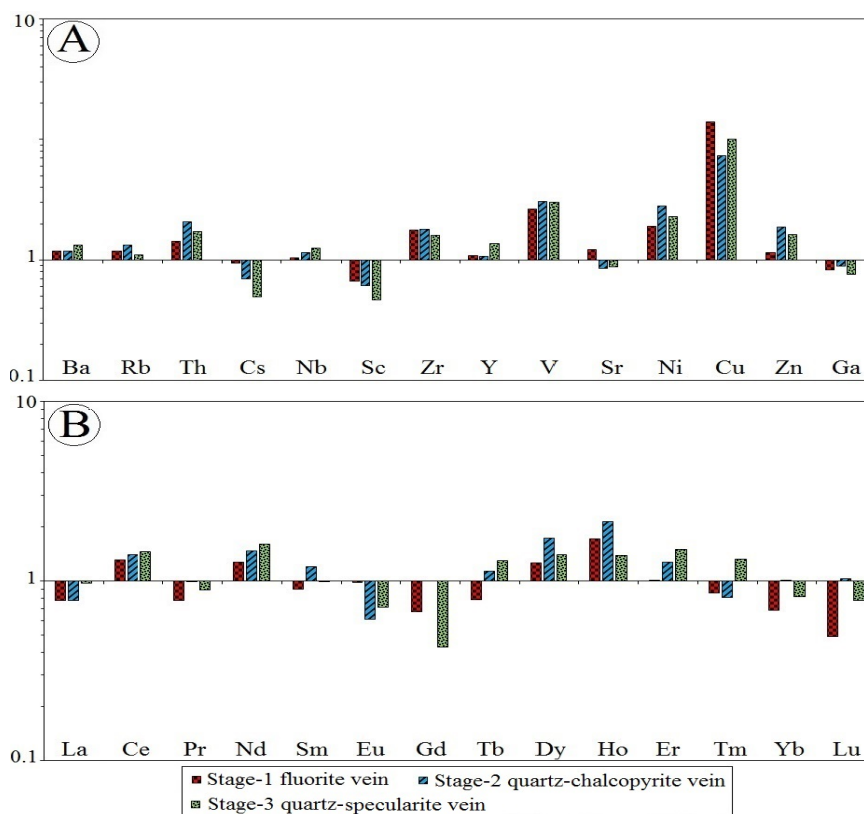 10
A
1
Ba Rb Th Cs Nb Sc Zr Y V Sr Ni Cu Zn Ga
0.1
10
B
1
La Ce Pr Nd Sm Eu Gd Tb Dy Ho Er Tm Yb Lu
0.1
Stage-1 fluorite vein Stage-2 quartz-chalcopyrite vein
Stage-3 quartz-specularite vein